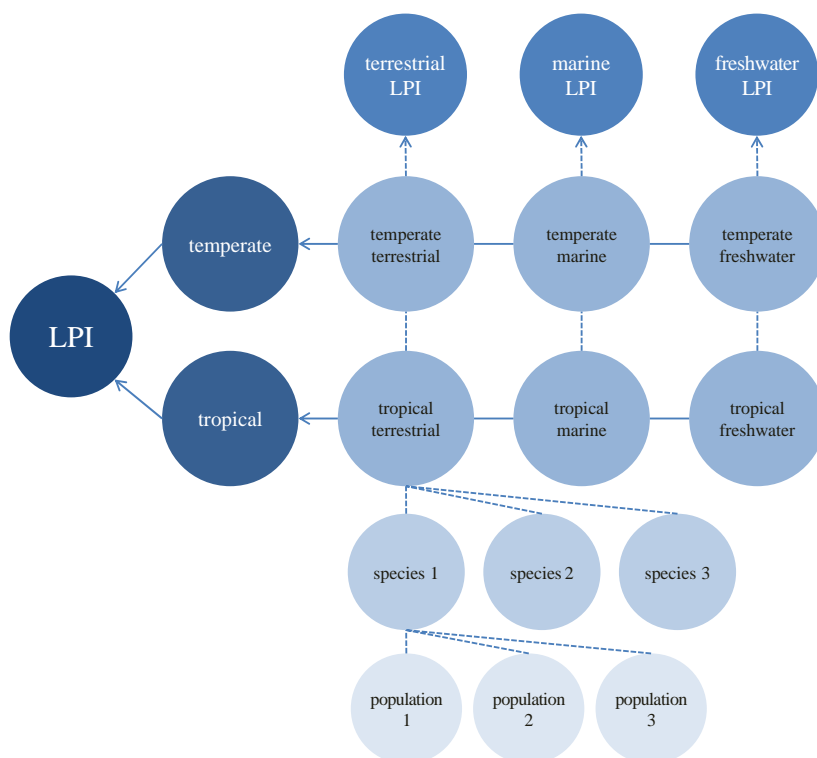 terrestrial
LPI
marine
LPI
freshwater
LPI
temperate
temperate
terrestrial
temperate
marine
temperate
freshwater
LPI
tropical
tropical
terrestrial
tropical
marine
tropical
freshwater
species 1
species 2
species 3
population
1
population
2
population
3